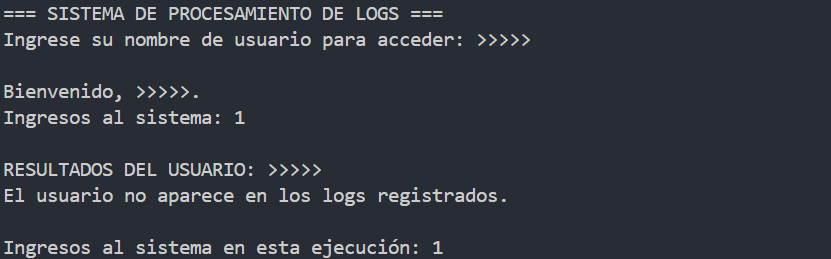 === SISTEMA DE PROCESAMIENTO DE LOGS ===
Ingrese su nombre de usuario para acceder: >>>>>
Bienvenido, >>>>>.
Ingresos al sistema: 1
RESULTADOS DEL USUARIO: >>>>>
El usuario no aparece en los logs registrados.
Ingresos al sistema en esta ejecución: 1